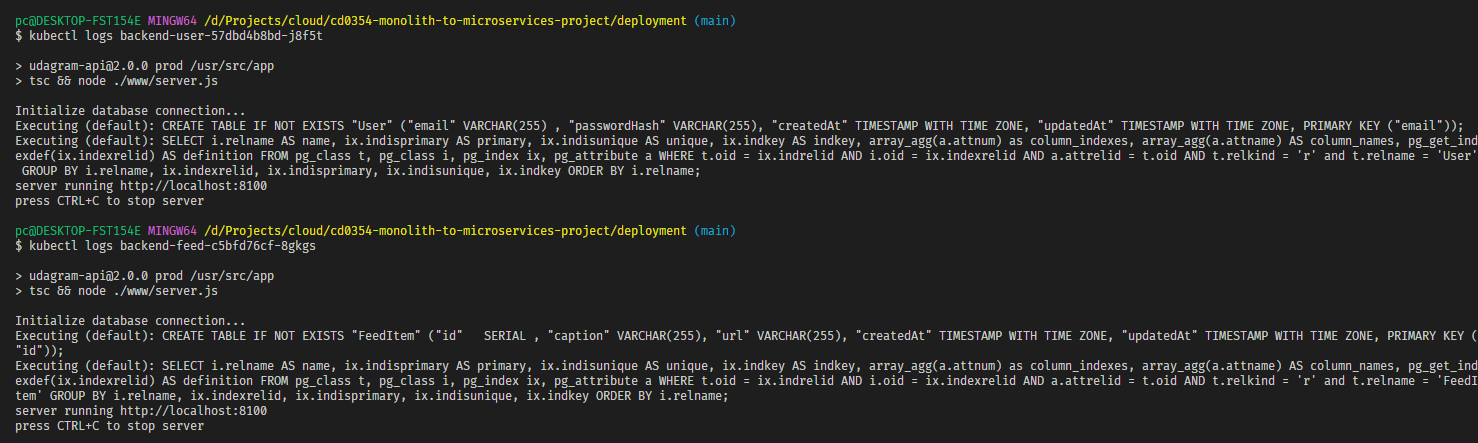 pc@DESKTOP-FST154E MINGW64 /d/Projects/cloud/cd0354-monolith-to-microservices-project/deployment (main)
$ kubectl logs backend-user-57dbd4b8bd-j8f5t
> udagram-api@2.0.0 prod /usr/src/app
> tsc && node ./www/server.js
Initialize database connection...
Executing (default): CREATE TABLE IF NOT EXISTS "User" ("email" VARCHAR(255) , "passwordHash" VARCHAR(255), "createdAt" TIMESTAMP WITH TIME ZONE, "updatedAt" TIMESTAMP WITH TIME ZONE, PRIMARY KEY ("email"));
Executing (default): SELECT i.relname AS name, ix.indisprimary AS primary, ix.indisunique AS unique, ix.indkey AS indkey, array_agg(a.attnum) as column_indexes, array_agg(a.attname) AS column_names, pg_get_ind
exdef(ix.indexrelid) AS definition FROM pg_class t, pg_class i, pg_index ix, pg_attribute a WHERE t.oid = ix.indrelid AND i.oid = ix.indexrelid AND a.attrelid = t.oid AND t.relkind = 'r' and t.relname = 'User'
GROUP BY i.relname, ix.indexrelid, ix.indisprimary, ix.indisunique, ix.indkey ORDER BY i.relname;
server running http://localhost:8100
press CTRL+C to stop server
pc@DESKTOP-FST154E MINGW64 /d/Projects/cloud/cd0354-monolith-to-microservices-project/deployment (main)
$ kubectl logs backend-feed-c5bfd76cf-8gkgs
> udagram-api@2.0.0 prod /usr/src/app
> tsc && node ./www/server.js
Initialize database connection...
Executing (default): CREATE TABLE IF NOT EXISTS "FeedItem" ("id"   SERIAL , "caption" VARCHAR(255), "url" VARCHAR(255), "createdAt" TIMESTAMP WITH TIME ZONE, "updatedAt" TIMESTAMP WITH TIME ZONE, PRIMARY KEY (
"id"));
Executing (default): SELECT i.relname AS name, ix.indisprimary AS primary, ix.indisunique AS unique, ix.indkey AS indkey, array_agg(a.attnum) as column_indexes, array_agg(a.attname) AS column_names, pg_get_ind
exdef(ix.indexrelid) AS definition FROM pg_class t, pg_class i, pg_index ix, pg_attribute a WHERE t.oid = ix.indrelid AND i.oid = ix.indexrelid AND a.attrelid = t.oid AND t.relkind = 'r' and t.relname = 'FeedI
tem' GROUP BY i.relname, ix.indexrelid, ix.indisprimary, ix.indisunique, ix.indkey ORDER BY i.relname;
server running http://localhost:8100
press CTRL+C to stop server